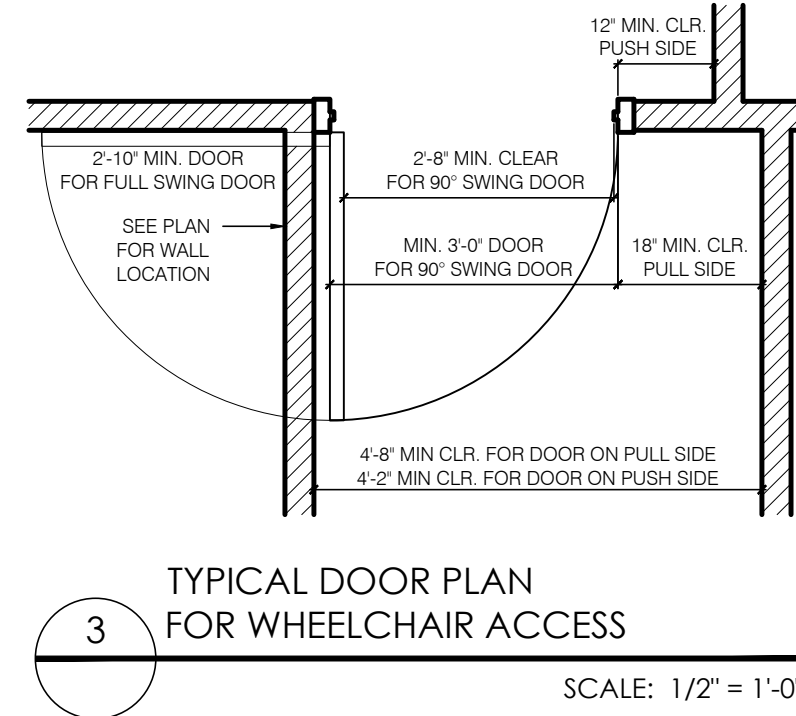 12" MIN. CLR.
PUSH SIDE
2'-10" MIN. DOOR
FOR FULL SWING DOOR
2'-8" MIN. CLEAR
FOR 90° SWING DOOR
SEE PLAN
FOR WALL
LOCATION
MIN. 3'-0" DOOR
FOR 90° SWING DOOR
18" MIN. CLR.
PULL SIDE
4'-8" MIN CLR. FOR DOOR ON PULL SIDE
4'-2" MIN CLR. FOR DOOR ON PUSH SIDE
3
TYPICAL DOOR PLAN
FOR WHEELCHAIR ACCESS
SCALE: 1/2" = 1'-0"